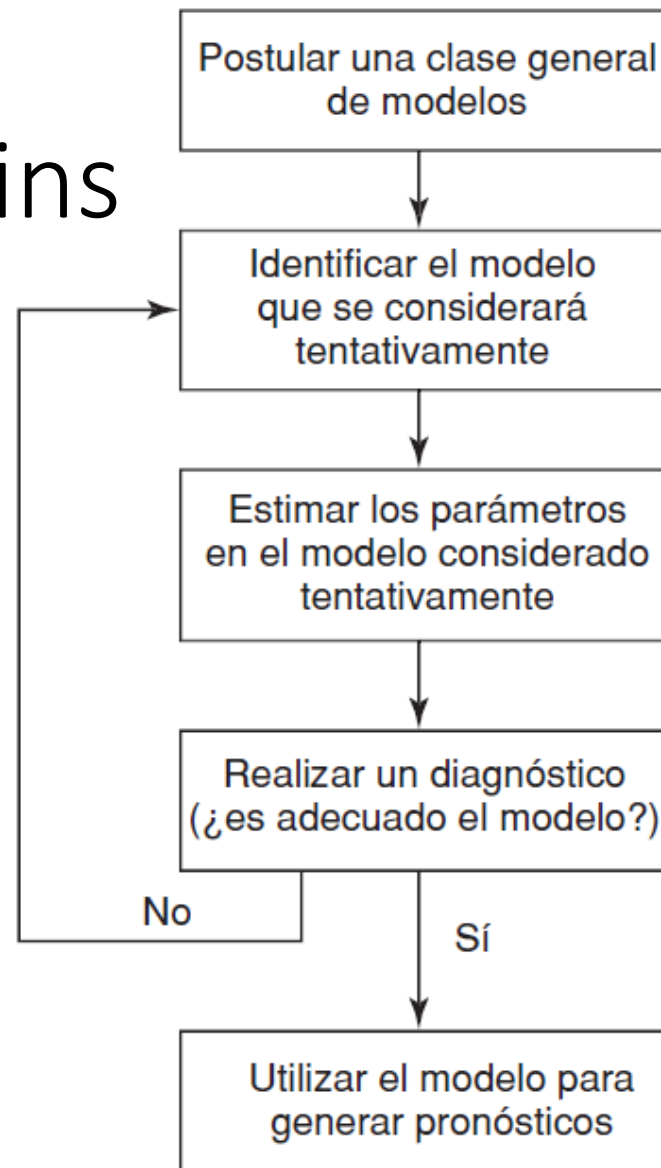 Postular una clase general
de modelos
ins
Identificar el modelo
que se considerará
tentativamente
Estimar los parámetros
en el modelo considerado
tentativamente
Realizar un diagnóstico
(¿es adecuado el modelo?)
No
Sí
Utilizar el modelo para
generar pronósticos